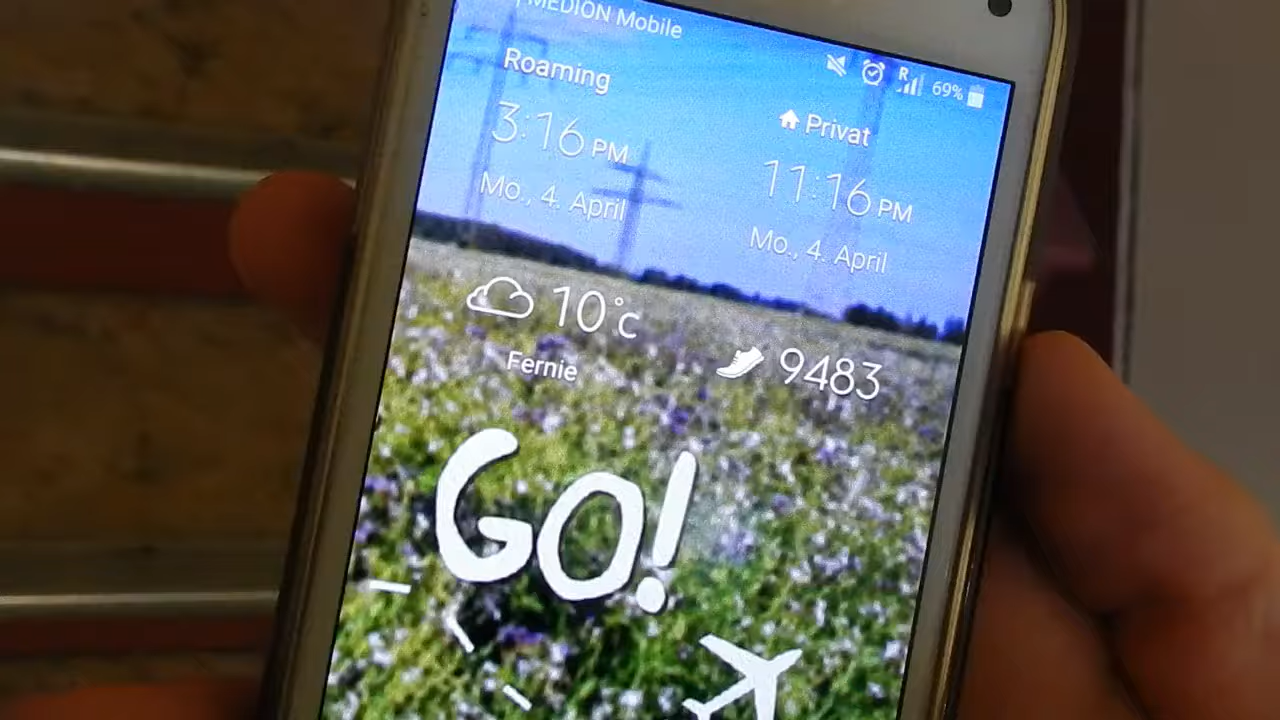 MEDION Mobile
R 69%
Roaming
3:16 PM
Mo., 4. April
Privat
11:16 PM
Mo., 4. April
10°C
Fernie
9483
GO!